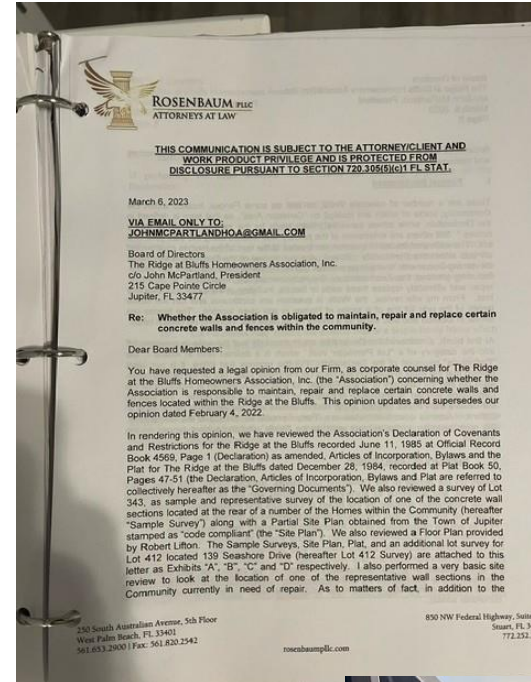 ROSENBAUM PLLC
ATTORNEYS AT LAW
THIS COMMUNICATION IS SUBJECT TO THE ATTORNEY/CLIENT AND
WORK PRODUCT PRIVILEGE AND IS PROTECTED FROM
DISCLOSURE PURSUANT TO SECTION 720.305(5)(c)1 FL STAT.
March 6, 2023
VIA EMAIL ONLY TO:
JOHNMCPARTLANDHOA@GMAIL.COM
Board of Directors
The Ridge at Bluffs Homeowners Association, Inc.
c/o John McPartland, President
215 Cape Pointe Circle
Jupiter, FL 33477
Re: Whether the Association is obligated to maintain, repair and replace certain
concrete walls and fences within the community.
Dear Board Members:
You have requested a legal opinion from our Firm, as corporate counsel for The Ridge
at the Bluffs Homeowners Association, Inc. (the "Association") concerning whether the
Association is responsible to maintain, repair and replace certain concrete walls and
fences located within the Ridge at the Bluffs. This opinion updates and supersedes our
opinion dated February 4, 2022.
In rendering this opinion, we have reviewed the Association's Declaration of Covenants
and Restrictions for the Ridge at the Bluffs recorded June 11, 1985 at Official Record
Book 4569, Page 1 (Declaration) as amended, Articles of Incorporation, Bylaws and the
Plat for The Ridge at the Bluffs dated December 28, 1984, recorded at Plat Book 50,
Pages 47-51 (the Declaration, Articles of Incorporation, Bylaws and Plat are referred to
collectively hereafter as the "Governing Documents"). We also reviewed a survey of Lot
343, as sample and representative survey of the location of one of the concrete wall
sections located at the rear of a number of the Homes within the Community (hereafter
"Sample Survey") along with a Partial Site Plan obtained from the Town of Jupiter
stamped as "code compliant" (the "Site Plan"). We also reviewed a Floor Plan provided
by Robert Lifton. The Sample Surveys, Site Plan, Plat, and an additional lot survey for
Lot 412 located 139 Seashore Drive (hereafter Lot 412 Survey) are attached to this
letter as Exhibits "A", "B", "C" and "D" respectively. I also performed a very basic site
review to look at the location of one of the representative wall sections in the
Community currently in need of repair. As to matters of fact, in addition to the
250 South Australian Avenue, 5th Floor
West Palm Beach, FL 33401
561.653.2900 | Fax: 561.820.2542
rosenbaumpllc.com
850 NW Federal Highway, Suite
Stuart, FL 3
772.252.